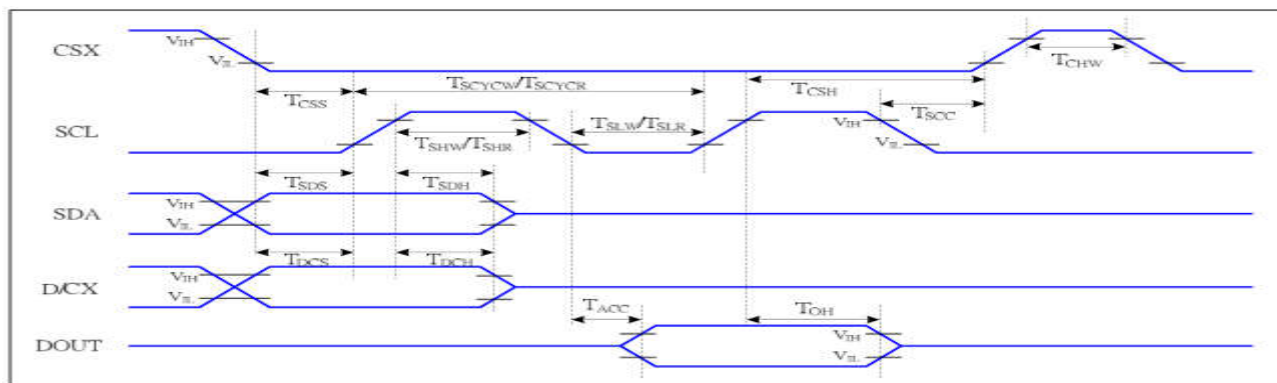 CSX
VIH
VIL
TCHW
TSCYCW/TSCYCR
TCSS
TCSH
TSCC
SCL
TSLW/TSLR
VIH
TSHW/TSHR
VIL
TSDS
TSDH
SDA
VIH
VIL
TDCS
TDCH
D/CX
VIH
VIL
TACC
TOH
DOUT
VIH
VIL